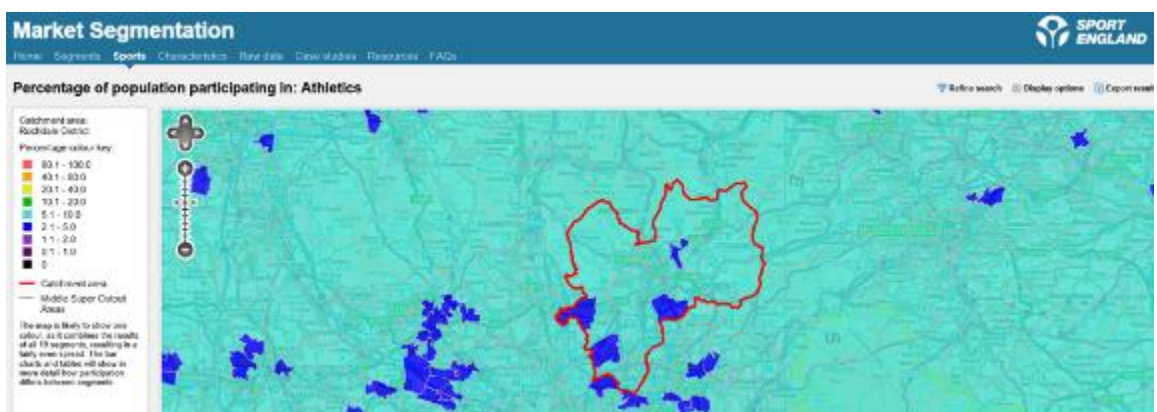 Market Segmentation
SPORT
ENGLAND
Home Segments Sports Characteristics Raw data Case studies Resources FAQs
Percentage of population participating in: Athletics
Refine search Display options Export
Catchment area:
Rochdale District
Percentage colour key:
80.1 - 100.0
40.1 - 80.0
20.1 - 40.0
10.1 - 20.0
5.1 - 10.0
2.1 - 5.0
1.1 - 2.0
0.1 - 1.0
0
Catchment area
Middle Super Output
Areas
The map is likely to show one
colour, as it combines the results
of all 19 segments, resulting in a
fairly even spread. The bar
charts and tables will show in
more detail how participation
differs between segments